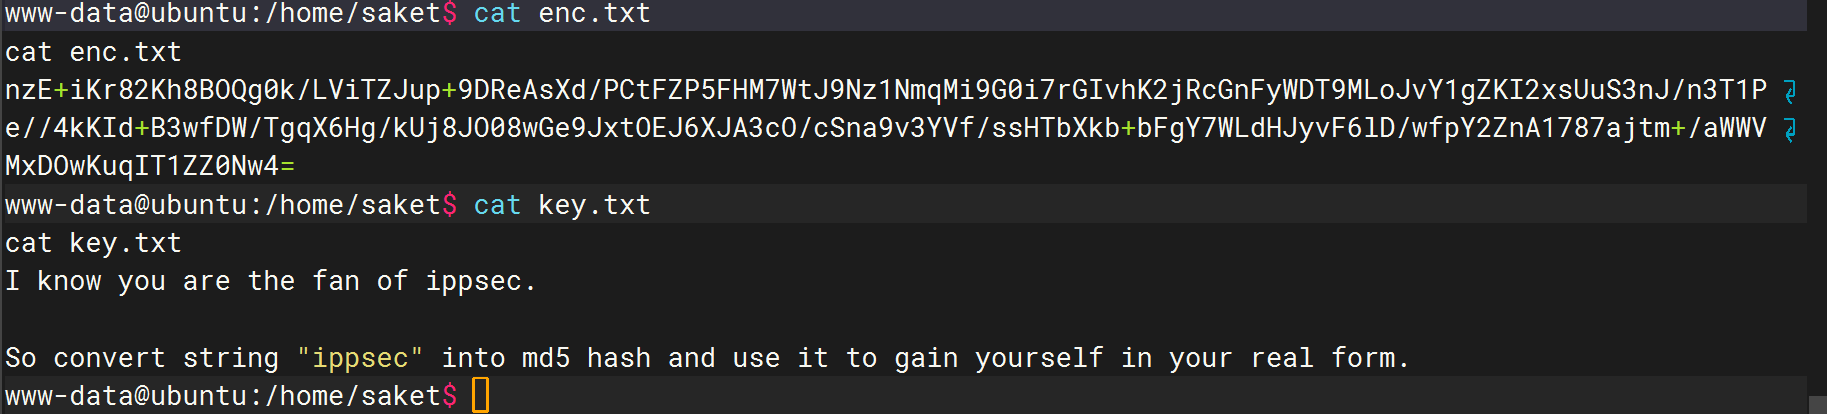 www-data@ubuntu:/home/saket$ cat enc.txt
cat enc.txt
nzE+iKr82Kh8BOQg0k/LViTZJup+9DReAsXd/PCtFZP5FHM7WtJ9Nz1NmqMi9G0i7rGIvhK2jRcGnFyWDT9MLoJvY1gZKI2xsUuS3nJ/n3T1P
e//4kKId+B3wfDW/TgqX6Hg/kUj8JO08wGe9JxtOEJ6XJA3cO/cSna9v3YVf/ssHTbXkb+bFgY7WLdHJyvF6lD/wfpY2ZnA1787ajtm+/aWWV
MxDOwKuqIT1ZZ0Nw4=
www-data@ubuntu:/home/saket$ cat key.txt
cat key.txt
I know you are the fan of ippsec.
So convert string "ippsec" into md5 hash and use it to gain yourself in your real form.
www-data@ubuntu:/home/saket$